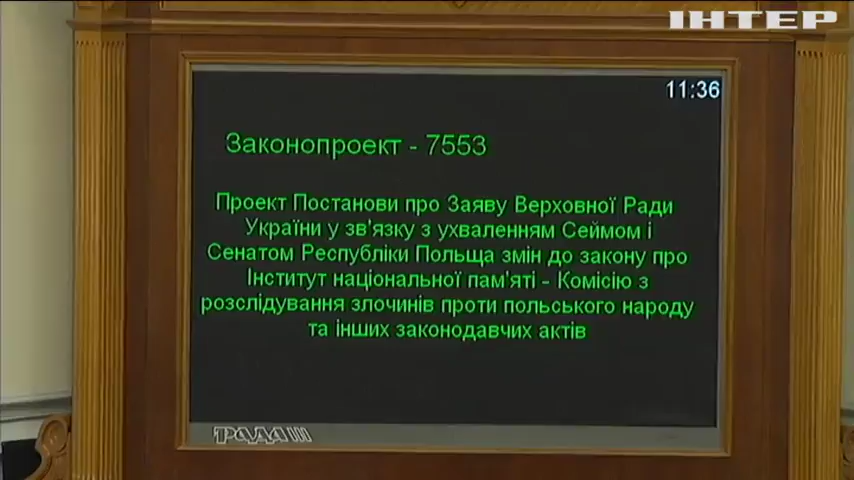 ІНТЕР
11:36
Законопроект - 7553
Проект Постанови про Заяву Верховної Ради
України у зв'язку з ухваленням Сеймом і
Сенатом Республіки Польща змін до закону про
Інститут національної пам'яті - Комісію з
розслідування злочинів проти польського народу
та інших законодавчих актів
РАДА